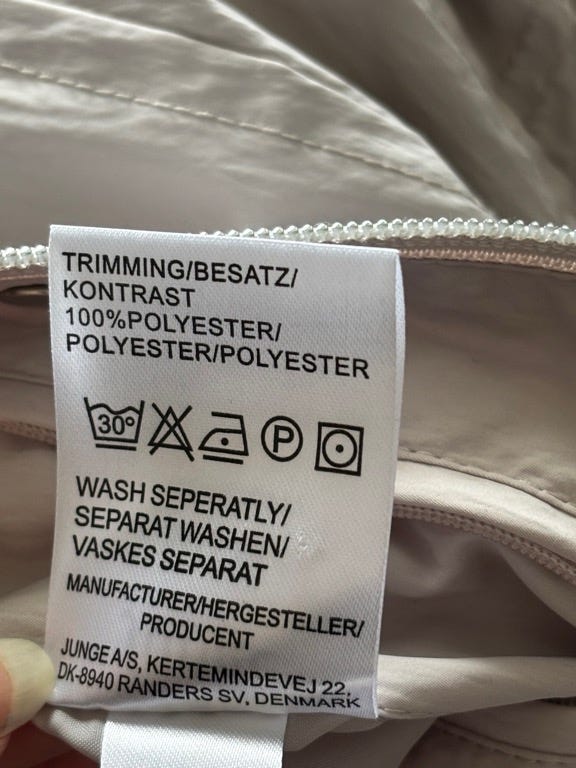 TRIMMING/BESATZ/
KONTRAST
100%POLYESTER/
POLYESTER/POLYESTER
30° P
WASH SEPERATLY/
SEPARAT WASHEN/
VASKES SEPARAT
MANUFACTURER/HERGESTELLER/
PRODUCENT
JUNGE A/S, KERTEMINDEVEJ 22,
DK-8940 RANDERS SV, DENMARK